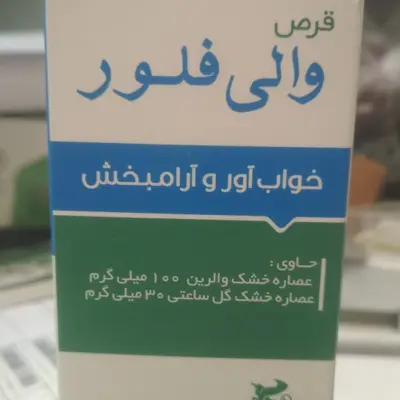 قرص
والی فلور
خواب آور و آرامبخش
حاوی :
عصاره خشک والرین ۱۰۰ میلی گرم
عصاره خشک گل ساعتی ۳۰ میلی گرم